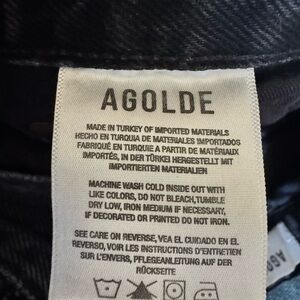 AGOLDE
MADE IN TURKEY OF IMPORTED MATERIALS
HECHO EN TURQUIA DE MATERIALES IMPORTADOS
FABRIQUÉ EN TURQUIE A PARTIR DE MATÉRIAUX
IMPORTÉS, IN DER TÜRKEI HERGESTELLT MIT
IMPORTIERTEN MATERIALIEN
MACHINE WASH COLD INSIDE OUT WITH
LIKE COLORS, DO NOT BLEACH,TUMBLE
DRY LOW, IRON MEDIUM IF NECESSARY,
IF DECORATED OR PRINTED DO NOT IRON.
SEE CARE ON REVERSE, VEA EL CUIDADO EN EL
REVERSO, VOIR LES INSTRUCTIONS D'ENTRETIEN
SUR L'ENVERS, PFLEGEANLEITUNG AUF DER
RÜCKSEITE
AGO